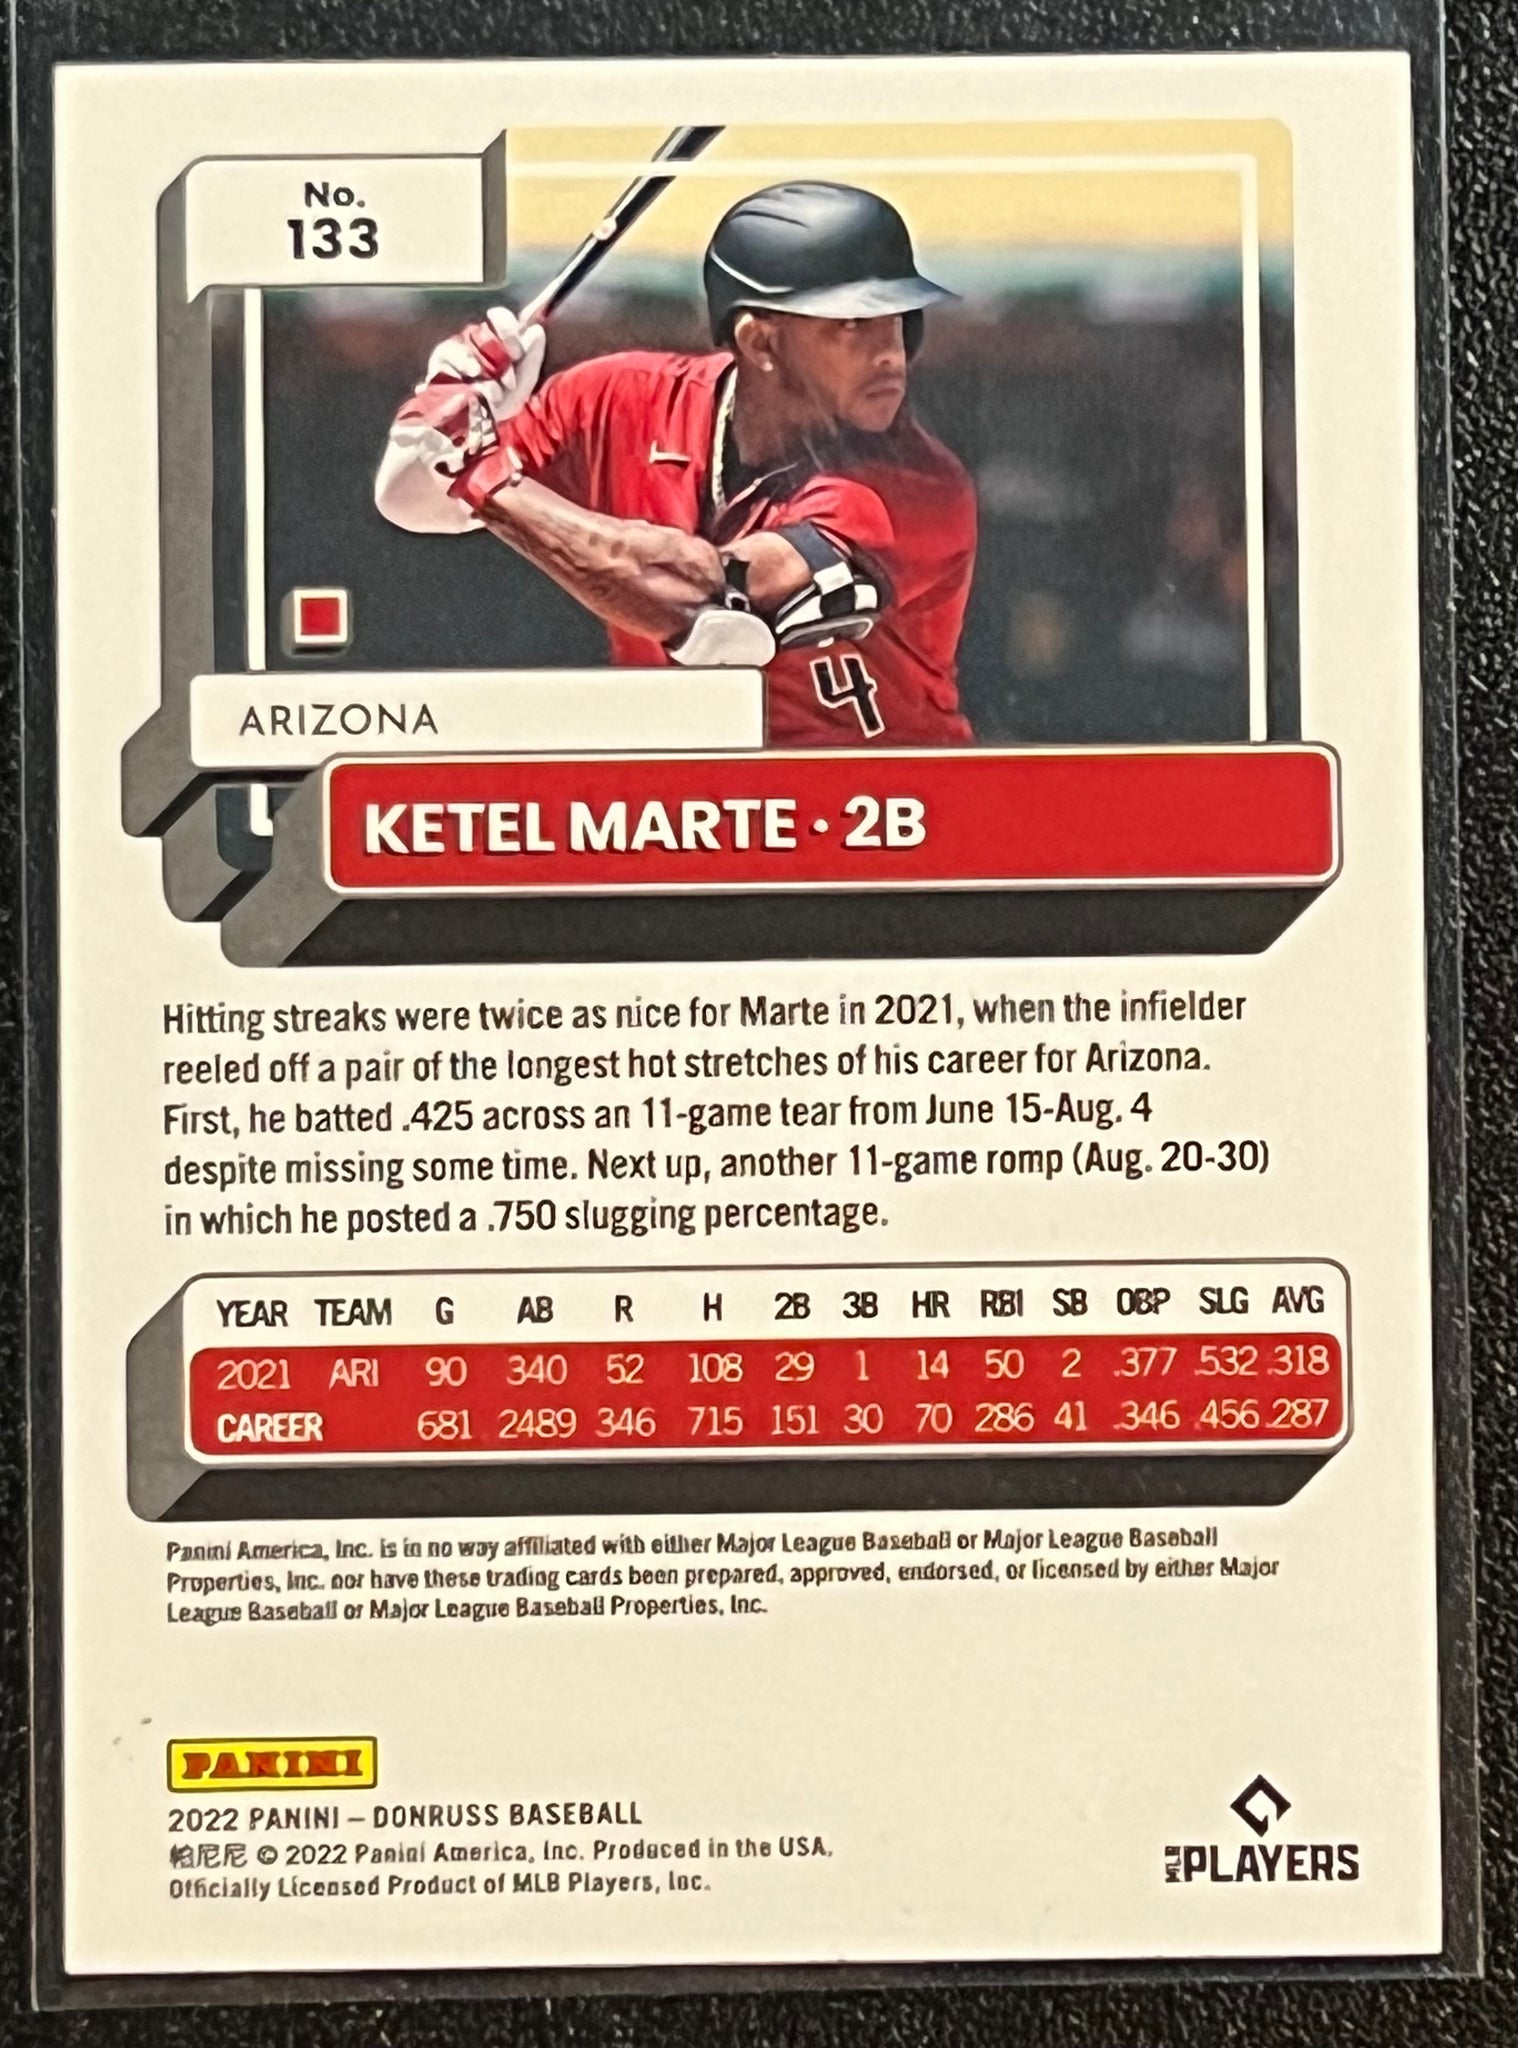 No.
133
4
ARIZONA
KETEL MARTE · 2B
Hitting streaks were twice as nice for Marte in 2021, when the infielder
reeled off a pair of the longest hot stretches of his career for Arizona.
First, he batted .425 across an 11-game tear from June 15-Aug. 4
despite missing some time. Next up, another 11-game romp (Aug. 20-30)
in which he posted a .750 slugging percentage.
YEAR TEAM G AB R H 2B 3B HR RBI SB OBP SLG AVG
2021 ARI 90 340 52 108 29 1 14 50 2 .377 .532 .318
CAREER 681 2489 346 715 151 30 70 286 41 .346 .456 .287
Panini America, Inc. is in no way affiliated with either Major League Baseball or Major League Baseball
Properties, Inc. nor have these trading cards been prepared, approved, endorsed, or licensed by either Major
League Baseball or Major League Baseball Properties, Inc.
PANINI
2022 PANINI – DONRUSS BASEBALL
帕尼尼 © 2022 Panini America, Inc. Produced in the USA.
Officially Licensed Product of MLB Players, Inc.
MLB PLAYERS